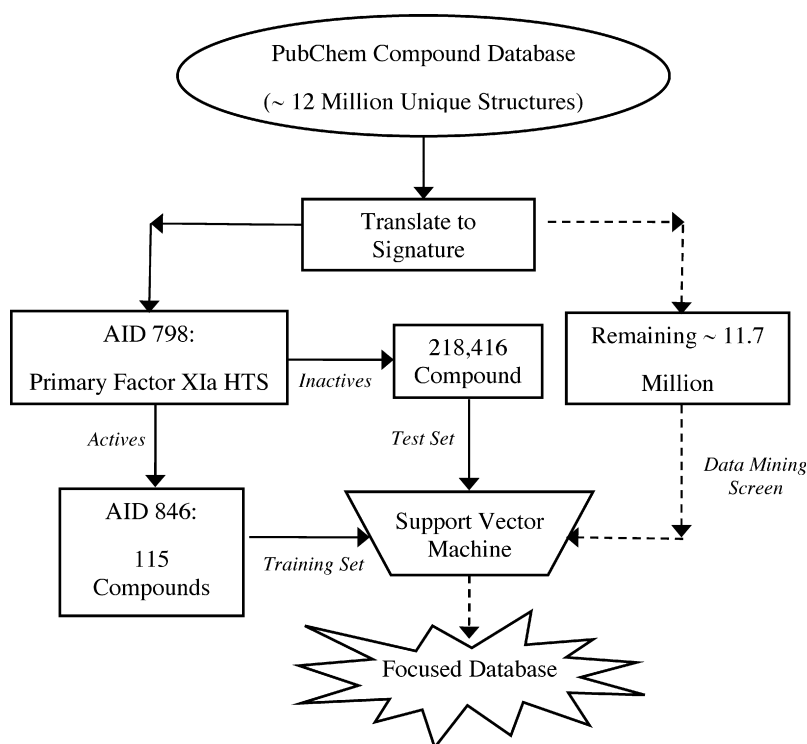 PubChem Compound Database
(~ 12 Million Unique Structures)
Translate to
Signature
AID 798:
Primary Factor XIa HTS
Inactives
218,416
Compound
Remaining ~ 11.7
Million
Actives
Test Set
Data Mining
Screen
AID 846:
115
Compounds
Training Set
Support Vector
Machine
Focused Database